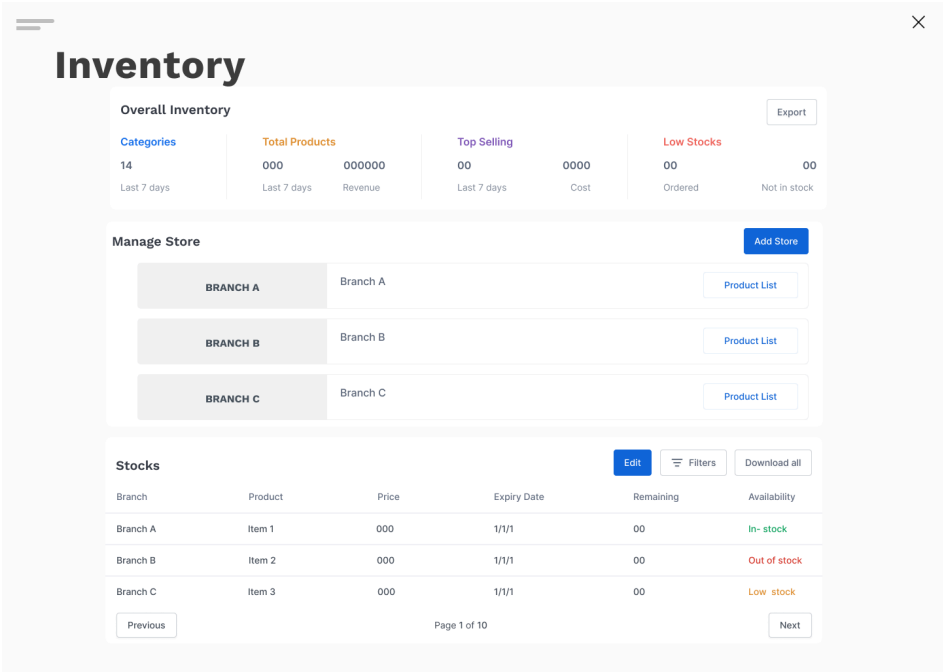 Inventory
Overall Inventory
Export
Categories Total Products Top Selling Low Stocks
14 000 000000 00 0000 00 00
Last 7 days Last 7 days Revenue Last 7 days Cost Ordered Not in stock
Manage Store
Add Store
BRANCH A Branch A Product List
BRANCH B Branch B Product List
BRANCH C Branch C Product List
Stocks Edit Filters Download all
Branch Product Price Expiry Date Remaining Availability
Branch A Item 1 000 1/1/1 00 In- stock
Branch B Item 2 000 1/1/1 00 Out of stock
Branch C Item 3 000 1/1/1 00 Low stock
Previous Page 1 of 10 Next